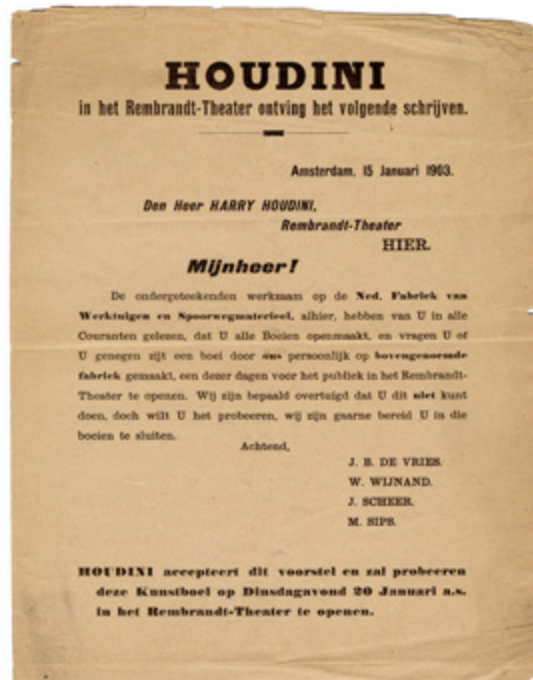 HOUDINI
in het Rembrandt-Theater ontving het volgende schrijven.
Amsterdam, 15 Januari 1903.
Den Heer HARRY HOUDINI,
Rembrandt-Theater
HIER.
Mijnheer!
De ondergeteekenden werkzaam op de Ned. Fabriek van
Werktuigen en Spoorwegmaterieel, alhier, hebben van U in alle
Couranten gelezen, dat U alle Boeien openmaakt, en vragen U of
U genegen zijt een boei door ons persoonlijk op bovengenoemde
fabriek gemaakt, een dezer dagen voor het publiek in het Rembrandt-
Theater te openen. Wij zijn bepaald overtuigd dat U dit niet kunt
doen, doch wilt U het probeeren, wij zijn gaarne bereid U in die
boeien te sluiten.
Achtend,
J. B. DE VRIES.
W. WIJNAND.
J. SCHEER.
M. SIPS.
HOUDINI accepteert dit voorstel en zal probeeren
deze Kunstboei op Dinsdagavond 20 Januari a.s.
in het Rembrandt-Theater te openen.